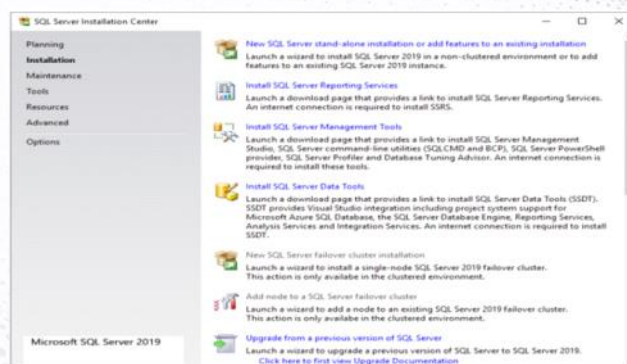 SQL Server Installation Center
Planning
Installation
Maintenance
Tools
Resources
Advanced
Options
New SQL Server stand-alone installation or add features to an existing installation
Launch a wizard to install SQL Server 2019 in a non-clustered environment or to add
features to an existing SQL Server 2019 instance.
Install SQL Server Reporting Services
Launch a download page that provides a link to install SQL Server Reporting Services.
An internet connection is required to install SSRS.
Install SQL Server Management Tools
Launch a download page that provides a link to install SQL Server Management
Studio, SQL Server command-line utilities (SQLCMD and BCP), SQL Server PowerShell
provider, SQL Server Profiler and Database Tuning Advisor. An internet connection is
required to install these tools.
Install SQL Server Data Tools
Launch a download page that provides a link to install SQL Server Data Tools (SSDT).
SSDT provides Visual Studio integration including project system support for
Microsoft Azure SQL Database, the SQL Server Database Engine, Reporting Services,
Analysis Services and Integration Services. An internet connection is required to install
SSDT.
New SQL Server failover cluster installation
Launch a wizard to install a single-node SQL Server 2019 failover cluster.
This action is only availabe in the clustered environment.
Add node to a SQL Server failover cluster
Launch a wizard to add a node to an existing SQL Server 2019 failover cluster.
This action is only availabe in the clustered environment.
Upgrade from a previous version of SQL Server
Launch a wizard to upgrade a previous version of SQL Server to SQL Server 2019.
Click here to first view Upgrade Documentation
Microsoft SQL Server 2019